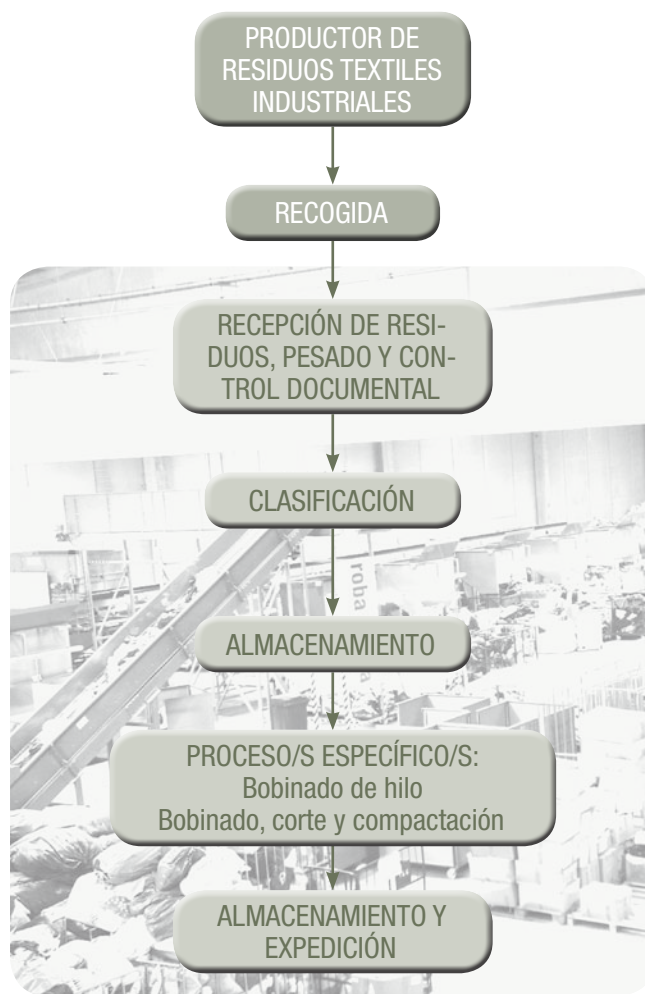 PRODUCTOR DE
RESIDUOS TEXTILES
INDUSTRIALES
RECOGIDA
RECEPCIÓN DE RESI-
DUOS, PESADO Y CON-
TROL DOCUMENTAL
CLASIFICACIÓN
roba
ALMACENAMIENTO
PROCESO/S ESPECÍFICO/S:
Bobinado de hilo
Bobinado, corte y compactación
ALMACENAMIENTO Y
EXPEDICIÓN